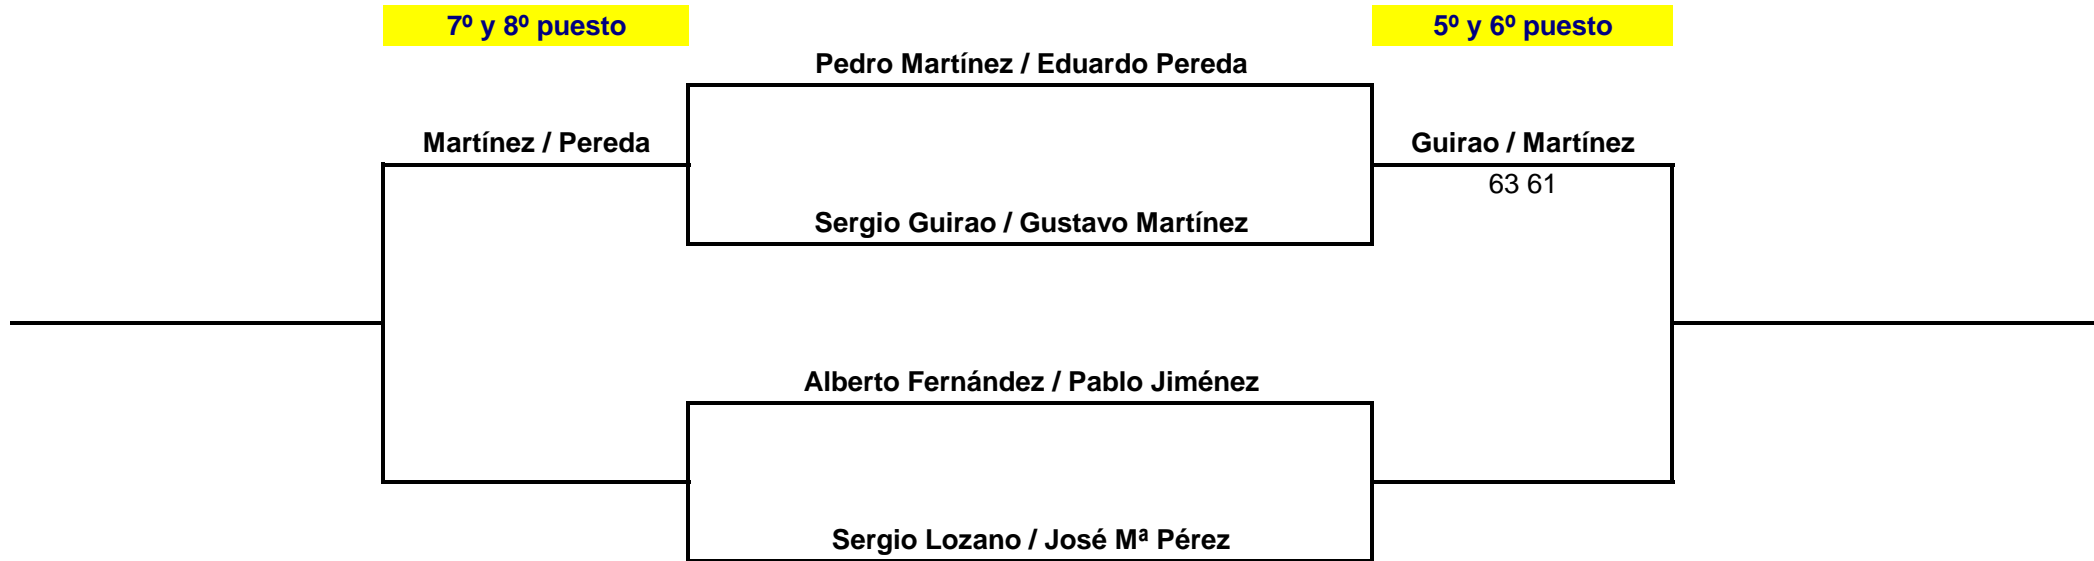 7º y 8º puesto
5º y 6º puesto
Pedro Martínez / Eduardo Pereda
Martínez / Pereda
Guirao / Martínez
63 61
Sergio Guirao / Gustavo Martínez
Alberto Fernández / Pablo Jiménez
Sergio Lozano / José Mª Pérez